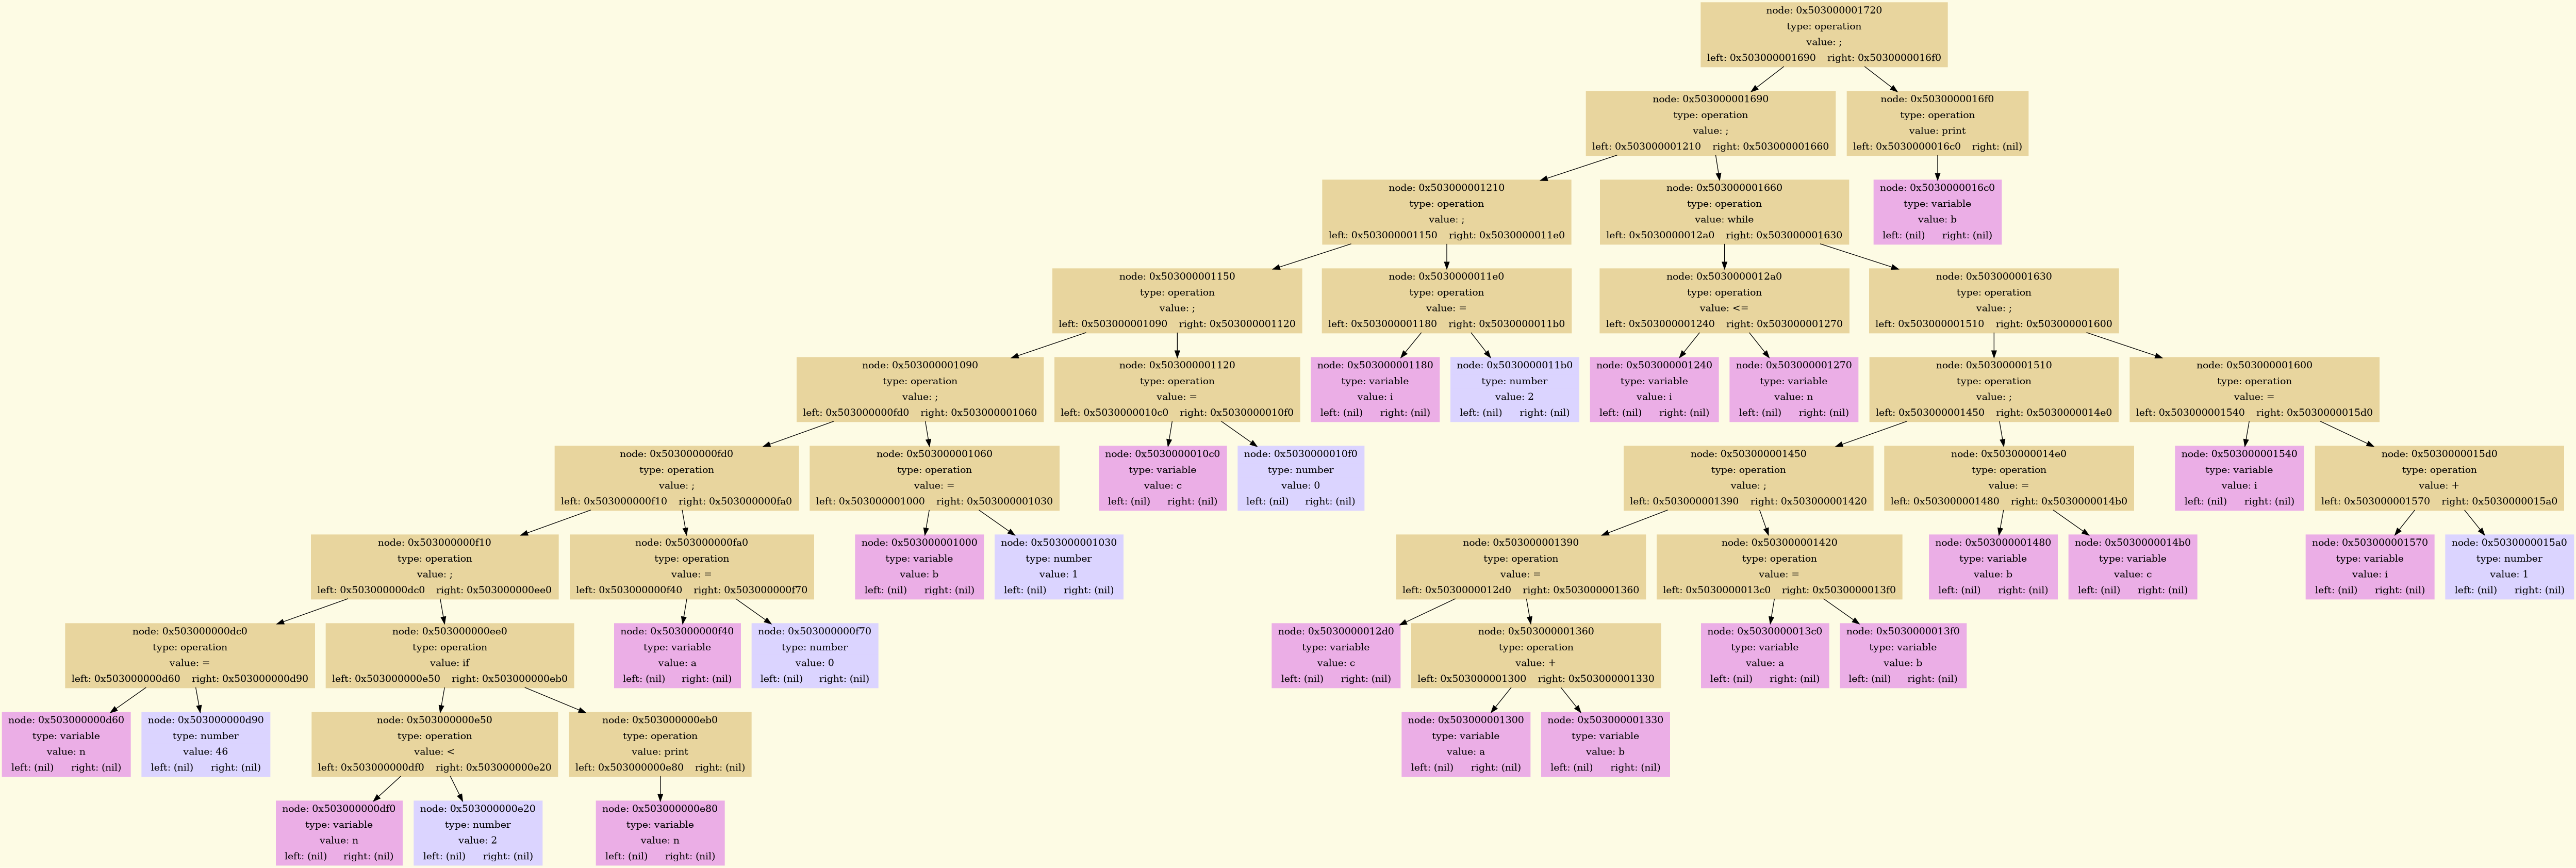 node: 0x503000001720
type: operation
value: ;
left: 0x503000001690 right: 0x5030000016f0
node: 0x503000001690
type: operation
value: ;
left: 0x503000001210 right: 0x503000001660
node: 0x5030000016f0
type: operation
value: print
left: 0x5030000016c0 right: (nil)
node: 0x503000001210
type: operation
value: ;
left: 0x503000001150 right: 0x5030000011e0
node: 0x503000001660
type: operation
value: while
left: 0x5030000012a0 right: 0x503000001630
node: 0x5030000016c0
type: variable
value: b
left: (nil) right: (nil)
node: 0x503000001150
type: operation
value: ;
left: 0x503000001090 right: 0x503000001120
node: 0x5030000011e0
type: operation
value: =
left: 0x503000001180 right: 0x5030000011b0
node: 0x5030000012a0
type: operation
value: <=
left: 0x503000001240 right: 0x503000001270
node: 0x503000001630
type: operation
value: ;
left: 0x503000001510 right: 0x503000001600
node: 0x503000001090
type: operation
value: ;
left: 0x503000000fd0 right: 0x503000001060
node: 0x503000001120
type: operation
value: =
left: 0x5030000010c0 right: 0x5030000010f0
node: 0x503000001180
type: variable
value: i
left: (nil) right: (nil)
node: 0x5030000011b0
type: number
value: 2
left: (nil) right: (nil)
node: 0x503000001240
type: variable
value: i
left: (nil) right: (nil)
node: 0x503000001270
type: variable
value: n
left: (nil) right: (nil)
node: 0x503000001510
type: operation
value: ;
left: 0x503000001450 right: 0x5030000014e0
node: 0x503000001600
type: operation
value: =
left: 0x503000001540 right: 0x5030000015d0
node: 0x503000000fd0
type: operation
value: ;
left: 0x503000000f10 right: 0x503000000fa0
node: 0x503000001060
type: operation
value: =
left: 0x503000001000 right: 0x503000001030
node: 0x5030000010c0
type: variable
value: c
left: (nil) right: (nil)
node: 0x5030000010f0
type: number
value: 0
left: (nil) right: (nil)
node: 0x503000001450
type: operation
value: ;
left: 0x503000001390 right: 0x503000001420
node: 0x5030000014e0
type: operation
value: =
left: 0x503000001480 right: 0x5030000014b0
node: 0x503000001540
type: variable
value: i
left: (nil) right: (nil)
node: 0x5030000015d0
type: operation
value: +
left: 0x503000001570 right: 0x5030000015a0
node: 0x503000000f10
type: operation
value: ;
left: 0x503000000dc0 right: 0x503000000ee0
node: 0x503000000fa0
type: operation
value: =
left: 0x503000000f40 right: 0x503000000f70
node: 0x503000001000
type: variable
value: b
left: (nil) right: (nil)
node: 0x503000001030
type: number
value: 1
left: (nil) right: (nil)
node: 0x503000001390
type: operation
value: =
left: 0x5030000012d0 right: 0x503000001360
node: 0x503000001420
type: operation
value: =
left: 0x5030000013c0 right: 0x5030000013f0
node: 0x503000001480
type: variable
value: b
left: (nil) right: (nil)
node: 0x5030000014b0
type: variable
value: c
left: (nil) right: (nil)
node: 0x503000001570
type: variable
value: i
left: (nil) right: (nil)
node: 0x5030000015a0
type: number
value: 1
left: (nil) right: (nil)
node: 0x503000000dc0
type: operation
value: =
left: 0x503000000d60 right: 0x503000000d90
node: 0x503000000ee0
type: operation
value: if
left: 0x503000000e50 right: 0x503000000eb0
node: 0x503000000f40
type: variable
value: a
left: (nil) right: (nil)
node: 0x503000000f70
type: number
value: 0
left: (nil) right: (nil)
node: 0x5030000012d0
type: variable
value: c
left: (nil) right: (nil)
node: 0x503000001360
type: operation
value: +
left: 0x503000001300 right: 0x503000001330
node: 0x5030000013c0
type: variable
value: a
left: (nil) right: (nil)
node: 0x5030000013f0
type: variable
value: b
left: (nil) right: (nil)
node: 0x503000000d60
type: variable
value: n
left: (nil) right: (nil)
node: 0x503000000d90
type: number
value: 46
left: (nil) right: (nil)
node: 0x503000000e50
type: operation
value: <
left: 0x503000000df0 right: 0x503000000e20
node: 0x503000000eb0
type: operation
value: print
left: 0x503000000e80 right: (nil)
node: 0x503000001300
type: variable
value: a
left: (nil) right: (nil)
node: 0x503000001330
type: variable
value: b
left: (nil) right: (nil)
node: 0x503000000df0
type: variable
value: n
left: (nil) right: (nil)
node: 0x503000000e20
type: number
value: 2
left: (nil) right: (nil)
node: 0x503000000e80
type: variable
value: n
left: (nil) right: (nil)